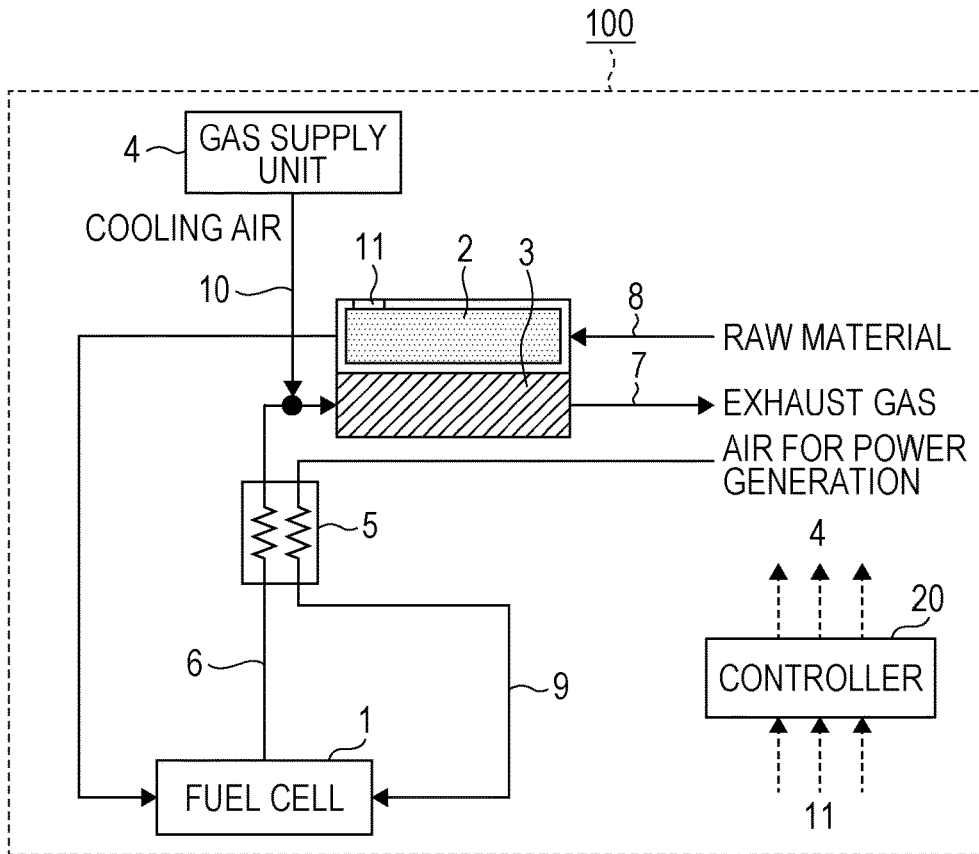 100
4
GAS SUPPLY
UNIT
COOLING AIR
10
11
2
3
8
RAW MATERIAL
7
EXHAUST GAS
AIR FOR POWER
GENERATION
5
4
20
CONTROLLER
6
9
1
FUEL CELL
11